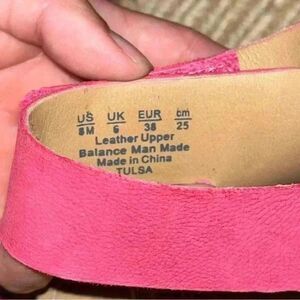 US UK EUR cm
8M 6 38 25
Leather Upper
Balance Man Made
Made in China
TULSA